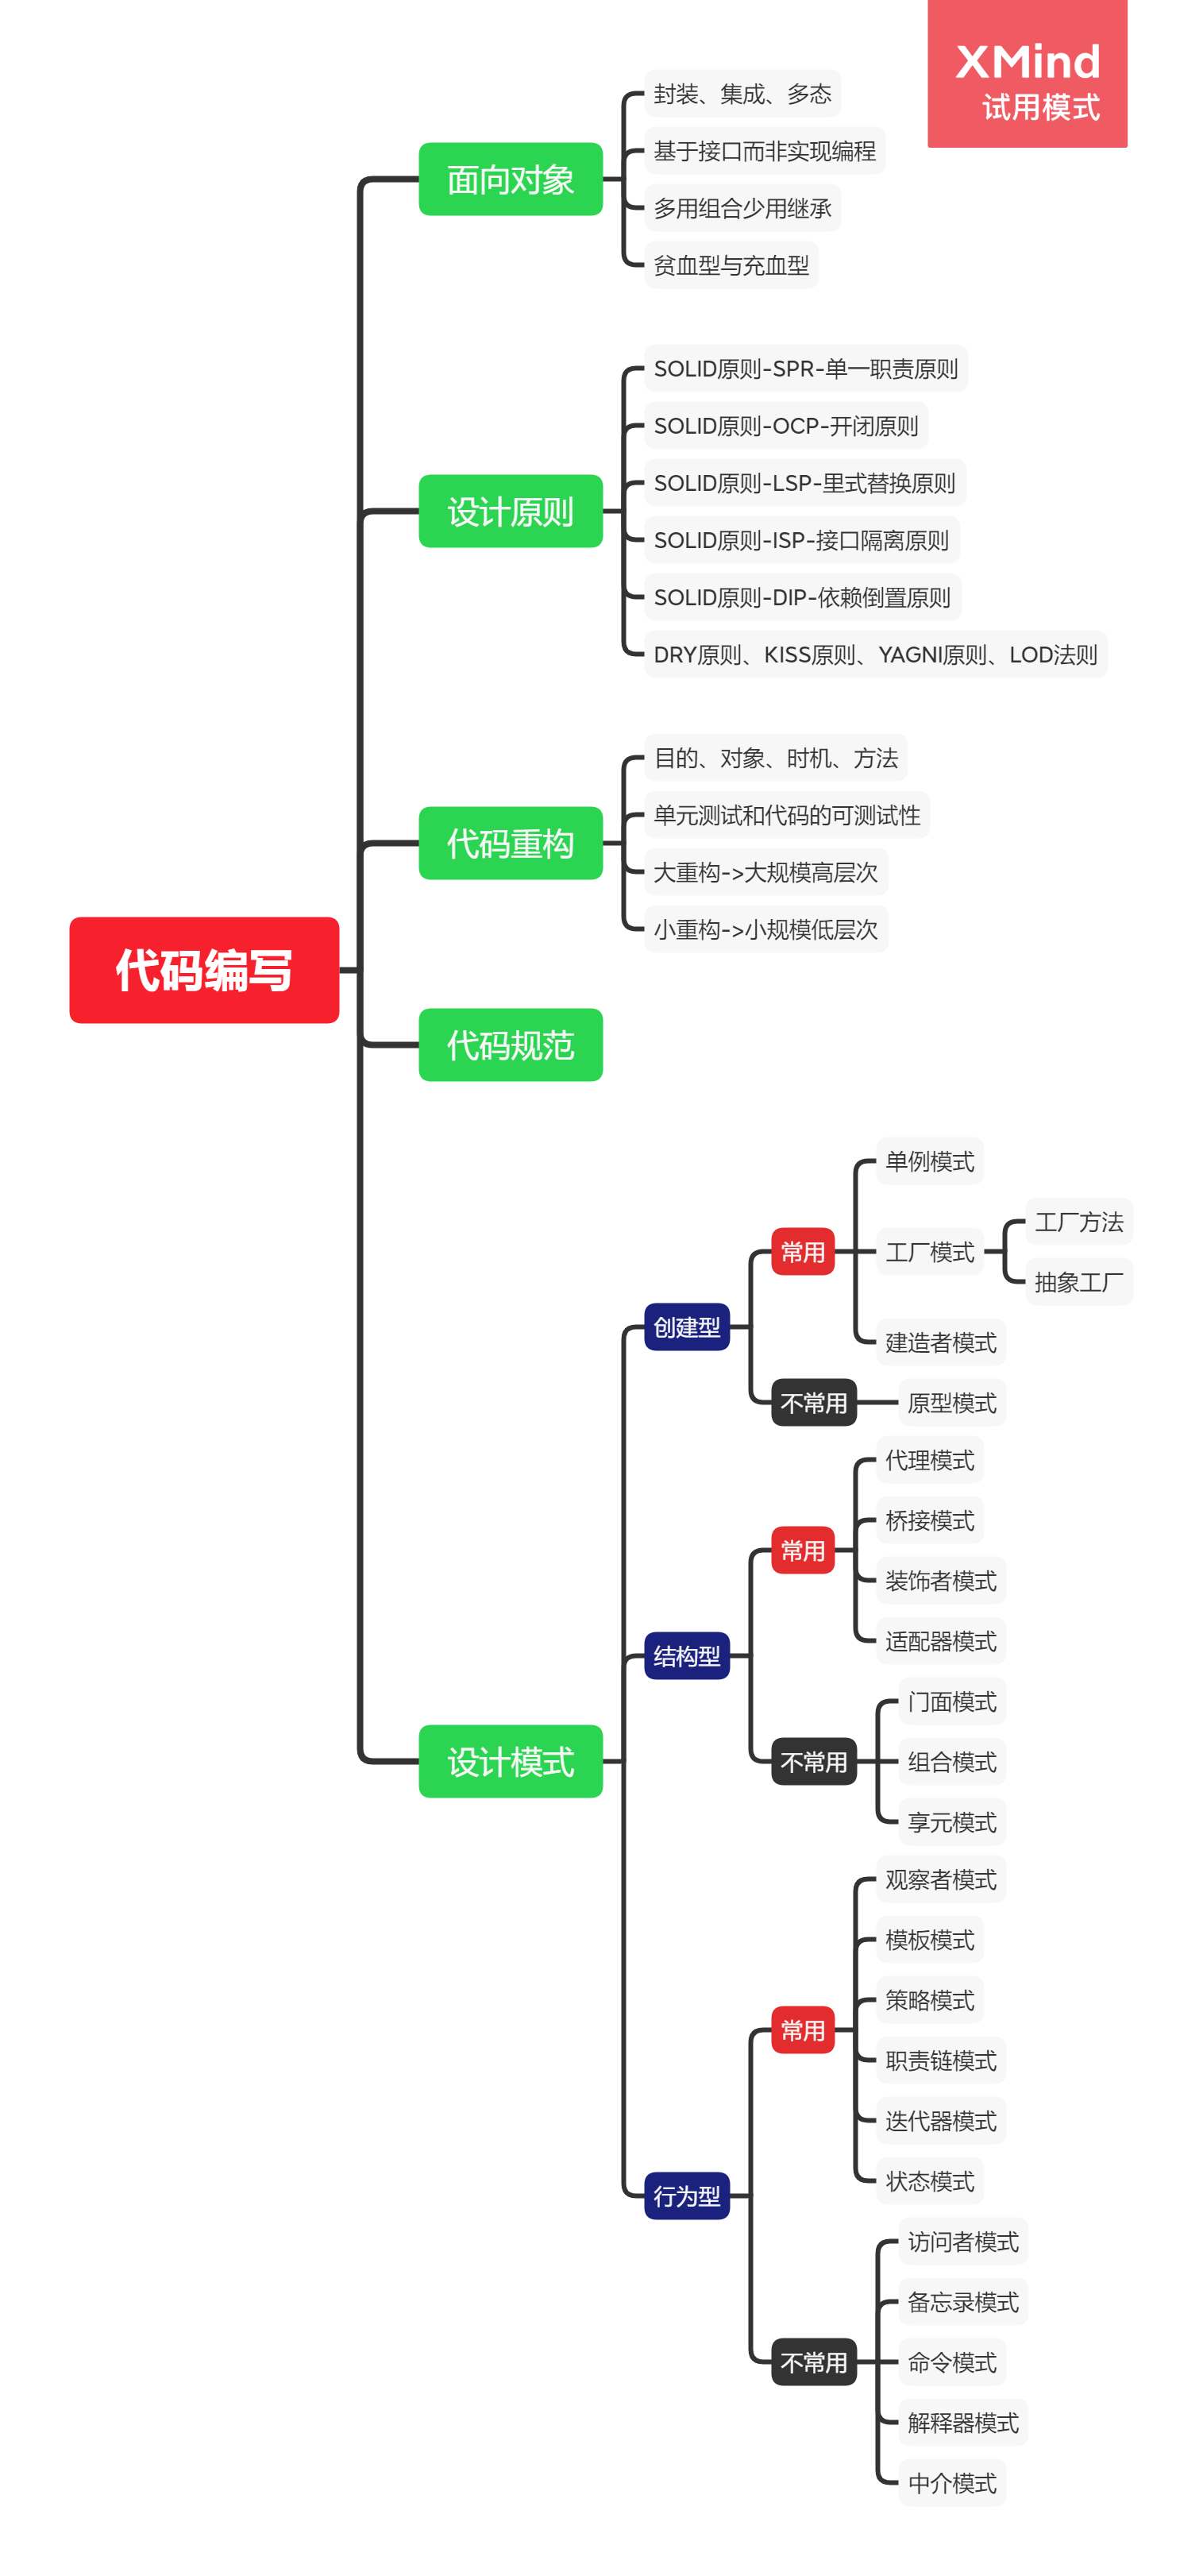 XMind
试用模式
代码编写
面向对象
封装、集成、多态
基于接口而非实现编程
多用组合少用继承
贫血型与充血型
设计原则
SOLID原则-SPR-单一职责原则
SOLID原则-OCP-开闭原则
SOLID原则-LSP-里式替换原则
SOLID原则-ISP-接口隔离原则
SOLID原则-DIP-依赖倒置原则
DRY原则、KISS原则、YAGNI原则、LOD法则
代码重构
目的、对象、时机、方法
单元测试和代码的可测试性
大重构->大规模高层次
小重构->小规模低层次
代码规范
设计模式
创建型
常用
单例模式
工厂模式
工厂方法
抽象工厂
建造者模式
不常用
原型模式
结构型
常用
代理模式
桥接模式
装饰者模式
适配器模式
不常用
门面模式
组合模式
享元模式
行为型
常用
观察者模式
模板模式
策略模式
职责链模式
迭代器模式
状态模式
不常用
访问者模式
备忘录模式
命令模式
解释器模式
中介模式